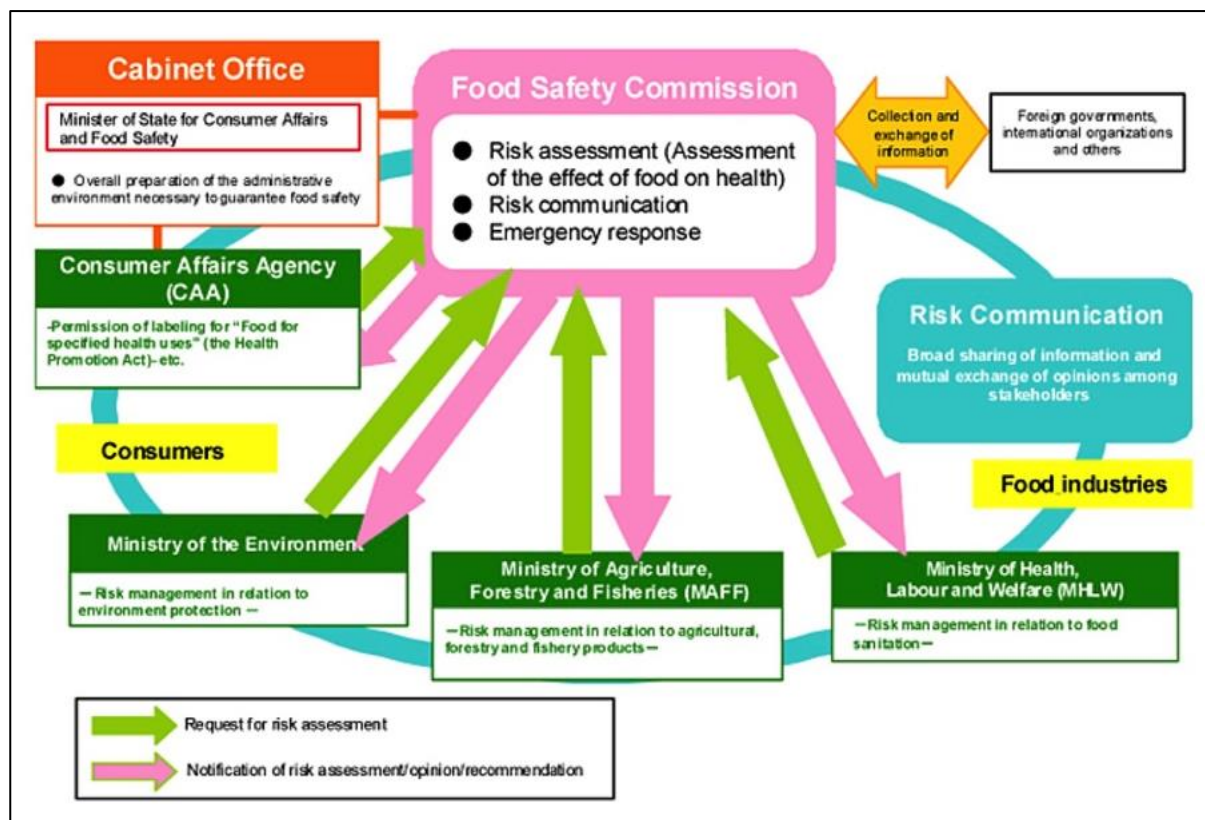 Cabinet Office
Minister of State for Consumer Affairs
and Food Safety
● Overall preparation of the administrative
environment necessary to guarantee food safety
Food Safety Commission
● Risk assessment (Assessment
of the effect of food on health)
● Risk communication
● Emergency response
Collection and
exchange of
information
Foreign governments,
international organizations
and others
Consumer Affairs Agency
(CAA)
-Permission of labeling for “Food for
specified health uses” (the Health
Promotion Act)- etc.
Risk Communication
Broad sharing of information and
mutual exchange of opinions among
stakeholders
Consumers
Food industries
Ministry of the Environment
— Risk management in relation to
environment protection —
Ministry of Agriculture,
Forestry and Fisheries (MAFF)
—Risk management in relation to agricultural,
forestry and fishery products—
Ministry of Health,
Labour and Welfare (MHLW)
—Risk management in relation to food
sanitation—
Request for risk assessment
Notification of risk assessment/opinion/recommendation